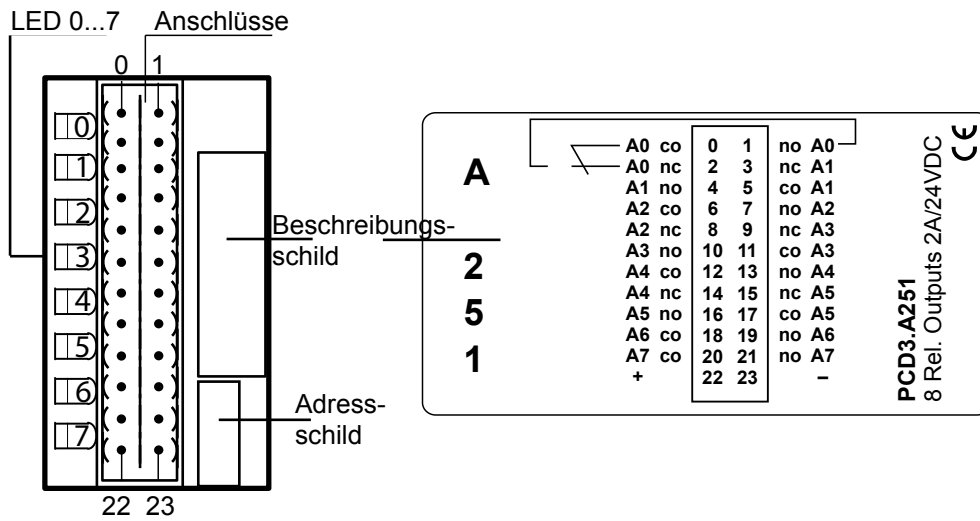 LED 0...7 Anschlüsse
0 1
0
1
2
3
4
5
6
7
22 23
Beschreibungs-
schild
Adress-
schild
A
2
5
1
A0 co 0 1 no A0
A0 nc 2 3 nc A1
A1 no 4 5 co A1
A2 co 6 7 no A2
A2 nc 8 9 nc A3
A3 no 10 11 co A3
A4 co 12 13 no A4
A4 nc 14 15 nc A5
A5 no 16 17 co A5
A6 co 18 19 no A6
A7 co 20 21 no A7
+ 22 23 –
PCD3.A251
8 Rel. Outputs 2A/24VDC
CE